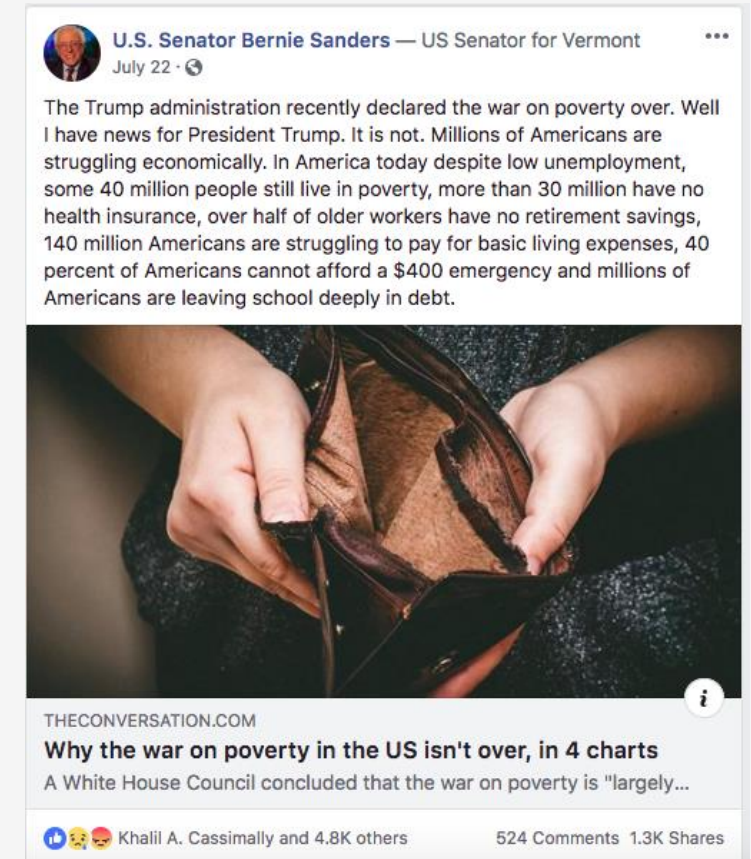 U.S. Senator Bernie Sanders — US Senator for Vermont
July 22 ·
The Trump administration recently declared the war on poverty over. Well
I have news for President Trump. It is not. Millions of Americans are
struggling economically. In America today despite low unemployment,
some 40 million people still live in poverty, more than 30 million have no
health insurance, over half of older workers have no retirement savings,
140 million Americans are struggling to pay for basic living expenses, 40
percent of Americans cannot afford a $400 emergency and millions of
Americans are leaving school deeply in debt.
i
THECONVERSATION.COM
Why the war on poverty in the US isn't over, in 4 charts
A White House Council concluded that the war on poverty is "largely...
Khalil A. Cassimally and 4.8K others 524 Comments 1.3K Shares